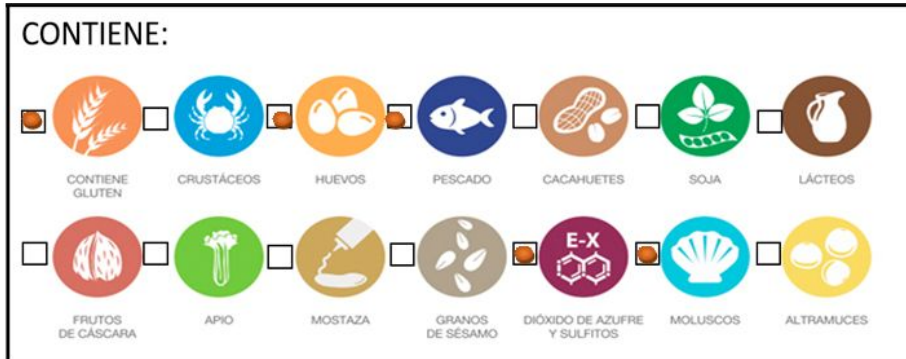 CONTIENE:
CONTIENE
GLUTEN
CRUSTÁCEOS
HUEVOS
PESCADO
CACAHUETES
SOJA
LÁCTEOS
E-X
FRUTOS
DE CÁSCARA
APIO
MOSTAZA
GRANOS
DE SÉSAMO
DIÓXIDO DE AZUFRE
Y SULFITOS
MOLUSCOS
ALTRAMUCES